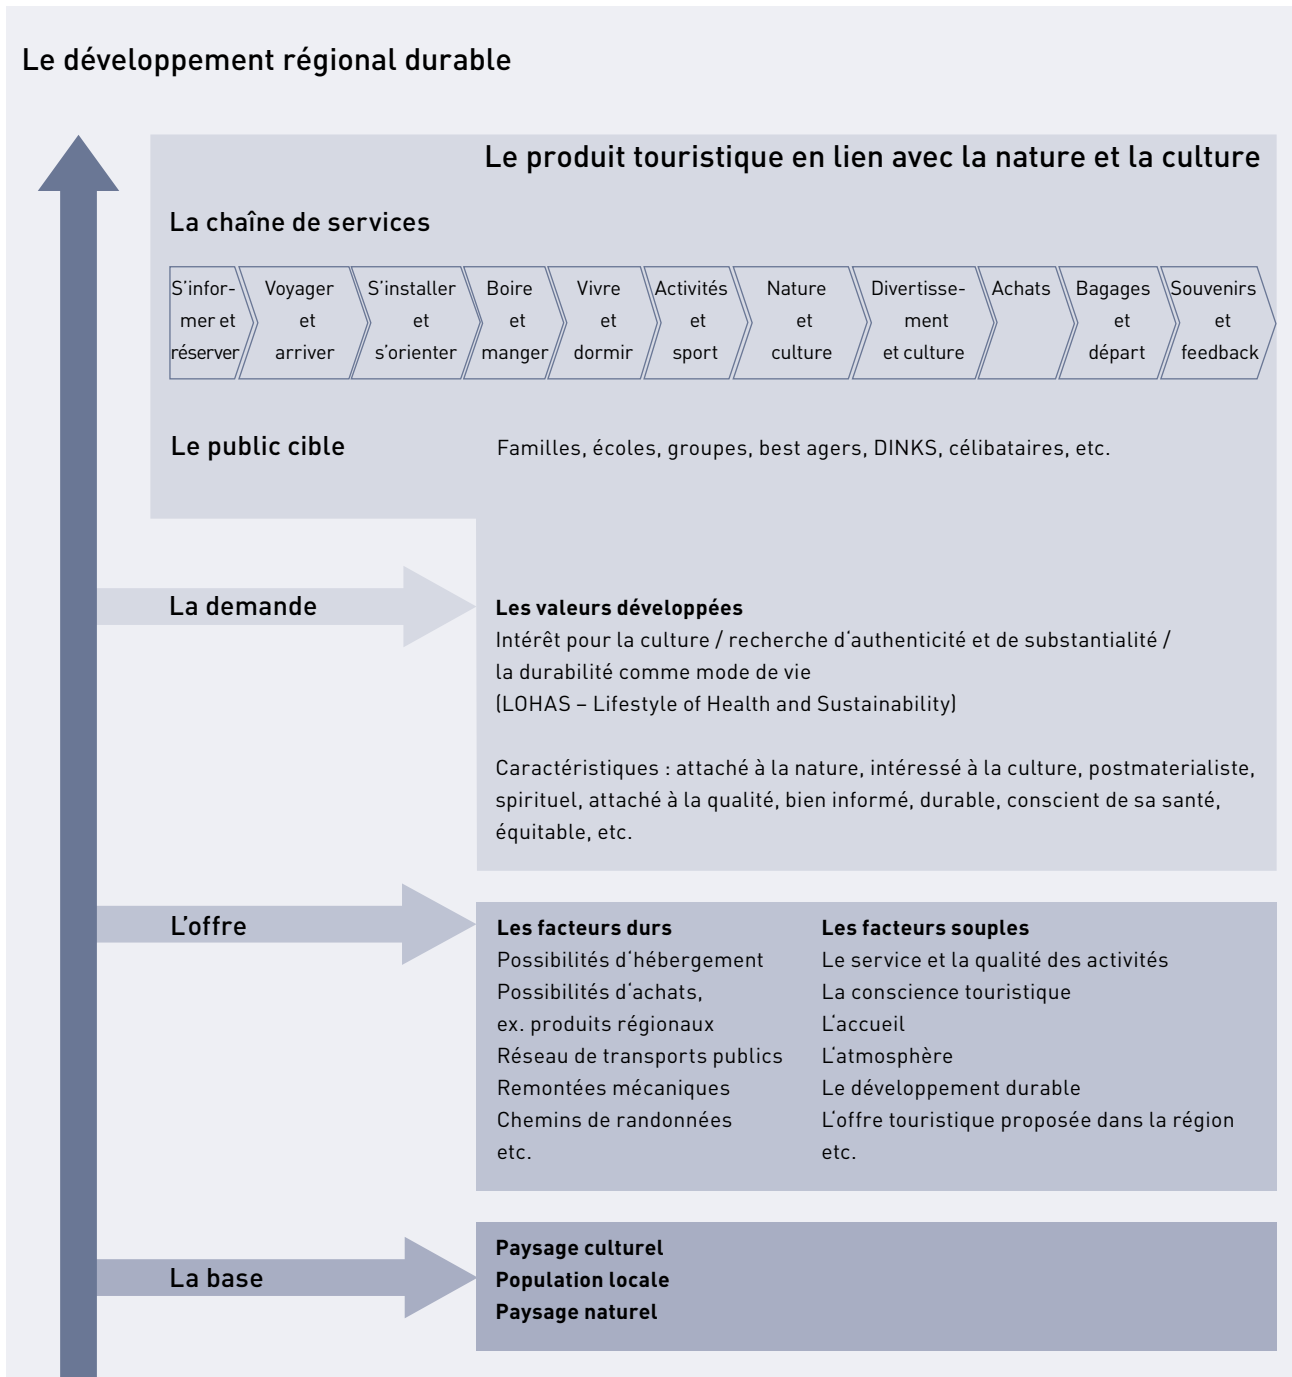 Le développement régional durable
Le produit touristique en lien avec la nature et la culture
La chaîne de services
S'infor-
mer et
réserver
Voyager
et
arriver
S'installer
et
s'orienter
Boire
et
manger
Vivre
et
dormir
Activités
et
sport
Nature
et
culture
Divertisse-
ment
et culture
Achats
Bagages
et
départ
Souvenirs
et
feedback
Le public cible
Familles, écoles, groupes, best agers, DINKS, célibataires, etc.
La demande
Les valeurs développées
Intérêt pour la culture / recherche d‘authenticité et de substantialité /
la durabilité comme mode de vie
(LOHAS – Lifestyle of Health and Sustainability)
Caractéristiques : attaché à la nature, intéressé à la culture, postmaterialiste,
spirituel, attaché à la qualité, bien informé, durable, conscient de sa santé,
équitable, etc.
L'offre
Les facteurs durs
Possibilités d‘hébergement
Possibilités d‘achats,
ex. produits régionaux
Réseau de transports publics
Remontées mécaniques
Chemins de randonnées
etc.
Les facteurs souples
Le service et la qualité des activités
La conscience touristique
L‘accueil
L‘atmosphère
Le développement durable
L‘offre touristique proposée dans la région
etc.
La base
Paysage culturel
Population locale
Paysage naturel